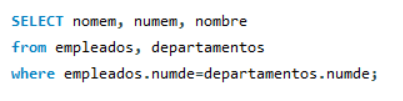 SELECT nomem, numem, nombre
from empleados, departamentos
where empleados.numde=departamentos.numde;